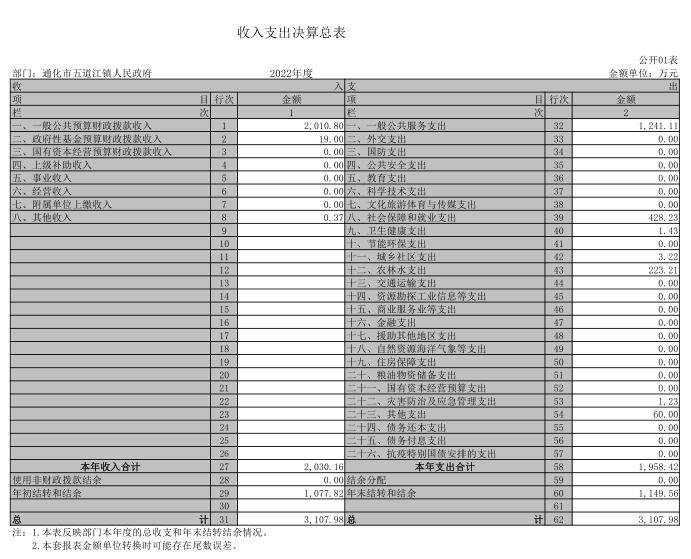 收入支出决算总表
公开01表
部门：通化市五道江镇人民政府 2022年度 金额单位：万元
收 入 支 出
项 目 行次 金额 项 目 行次 金额
栏 次 1 栏 次 2
一、一般公共预算财政拨款收入 1 2,010.80 一、一般公共服务支出 32 1,241.11
二、政府性基金预算财政拨款收入 2 19.00 二、外交支出 33 0.00
三、国有资本经营预算财政拨款收入 3 0.00 三、国防支出 34 0.00
四、上级补助收入 4 0.00 四、公共安全支出 35 0.00
五、事业收入 5 0.00 五、教育支出 36 0.00
六、经营收入 6 0.00 六、科学技术支出 37 0.00
七、附属单位上缴收入 7 0.00 七、文化旅游体育与传媒支出 38 0.00
八、其他收入 8 0.37 八、社会保障和就业支出 39 428.23
9 九、卫生健康支出 40 1.43
10 十、节能环保支出 41 0.00
11 十一、城乡社区支出 42 3.22
12 十二、农林水支出 43 223.21
13 十三、交通运输支出 44 0.00
14 十四、资源勘探工业信息等支出 45 0.00
15 十五、商业服务业等支出 46 0.00
16 十六、金融支出 47 0.00
17 十七、援助其他地区支出 48 0.00
18 十八、自然资源海洋气象等支出 49 0.00
19 十九、住房保障支出 50 0.00
20 二十、粮油物资储备支出 51 0.00
21 二十一、国有资本经营预算支出 52 0.00
22 二十二、灾害防治及应急管理支出 53 1.23
23 二十三、其他支出 54 60.00
24 二十四、债务还本支出 55 0.00
25 二十五、债务付息支出 56 0.00
26 二十六、抗疫特别国债安排的支出 57 0.00
本年收入合计 27 2,030.16 本年支出合计 58 1,958.42
使用非财政拨款结余 28 0.00 结余分配 59 0.00
年初结转和结余 29 1,077.82 年末结转和结余 60 1,149.56
30 61
总 计 31 3,107.98 总 计 62 3,107.98
注：1.本表反映部门本年度的总收支和年末结转结余情况。
2.本套报表金额单位转换时可能存在尾数误差。